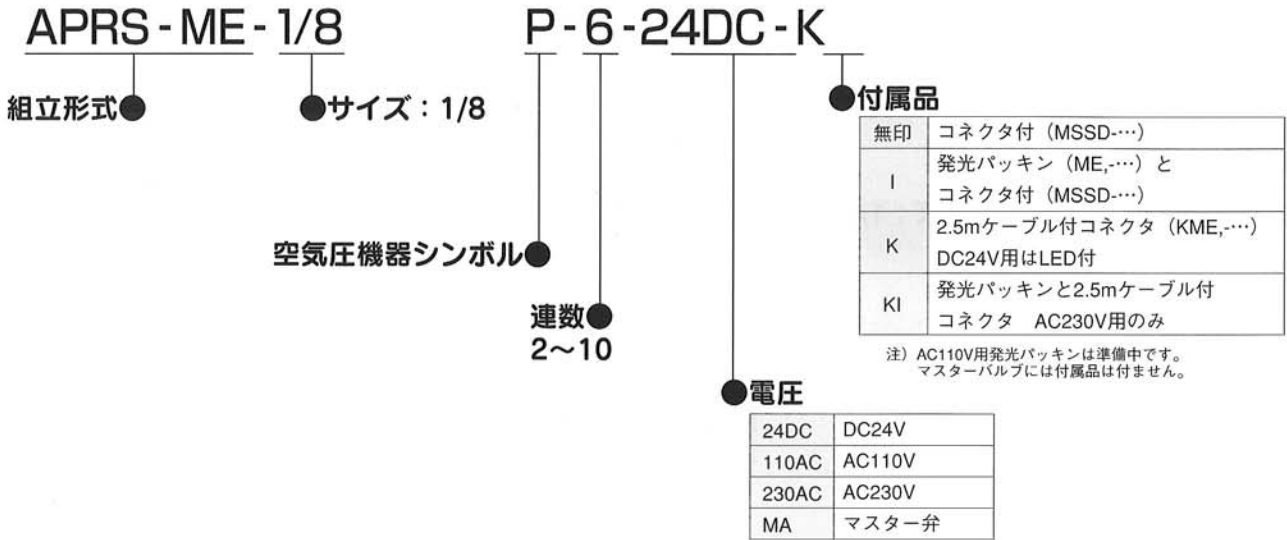 APRS-ME-1/8 P-6-24DC-K
組立形式
サイズ：1/8
付属品
無印 コネクタ付（MSSD-…）
I 発光パッキン（ME,-…）と
コネクタ付（MSSD-…）
K 2.5mケーブル付コネクタ（KME,-…）
DC24V用はLED付
KI 発光パッキンと2.5mケーブル付
コネクタ AC230V用のみ
注）AC110V用発光パッキンは準備中です。
マスターバルブには付属品は付ません。
空気圧機器シンボル
連数
2～10
電圧
24DC DC24V
110AC AC110V
230AC AC230V
MA マスター弁